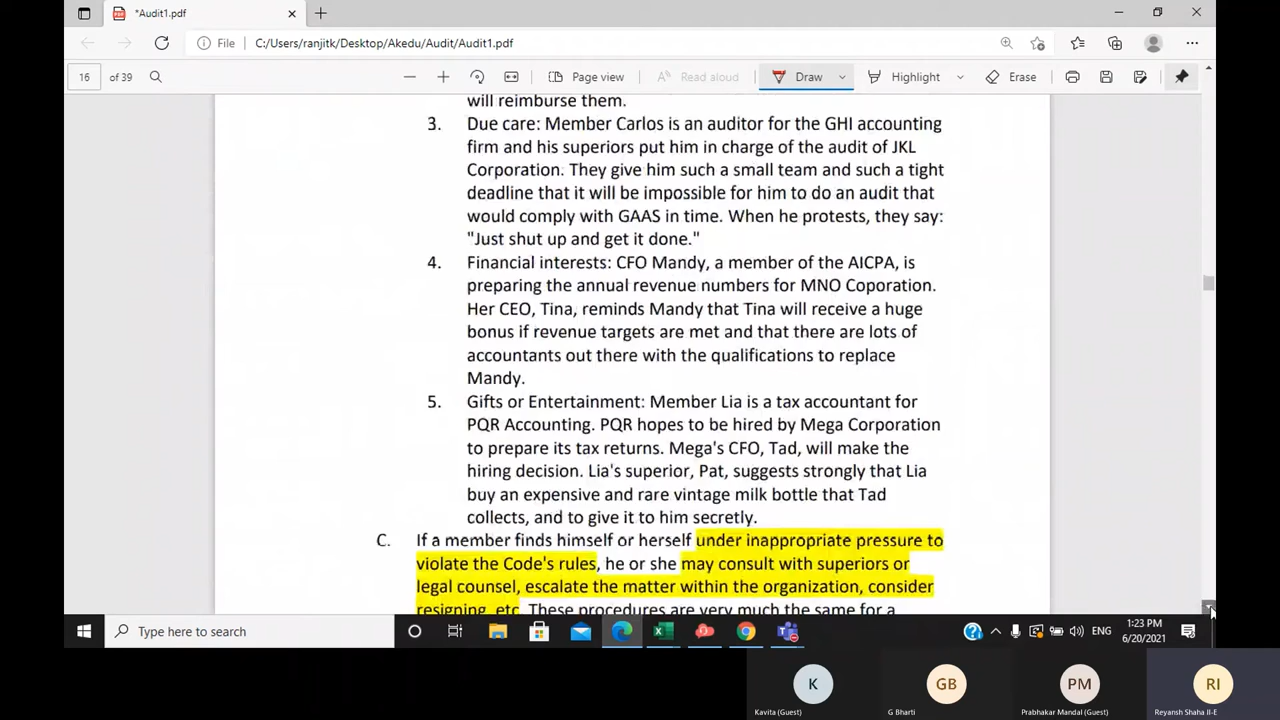 *Audit1.pdf
File C:/Users/ranjitk/Desktop/Akedu/Audit/Audit1.pdf
16 of 39 Page view Read aloud Draw Highlight Erase
will reimburse them.
3. Due care: Member Carlos is an auditor for the GHI accounting
firm and his superiors put him in charge of the audit of JKL
Corporation. They give him such a small team and such a tight
deadline that it will be impossible for him to do an audit that
would comply with GAAS in time. When he protests, they say:
"Just shut up and get it done."
4. Financial interests: CFO Mandy, a member of the AICPA, is
preparing the annual revenue numbers for MNO Coporation.
Her CEO, Tina, reminds Mandy that Tina will receive a huge
bonus if revenue targets are met and that there are lots of
accountants out there with the qualifications to replace
Mandy.
5. Gifts or Entertainment: Member Lia is a tax accountant for
PQR Accounting. PQR hopes to be hired by Mega Corporation
to prepare its tax returns. Mega's CFO, Tad, will make the
hiring decision. Lia's superior, Pat, suggests strongly that Lia
buy an expensive and rare vintage milk bottle that Tad
collects, and to give it to him secretly.
C. If a member finds himself or herself under inappropriate pressure to
violate the Code's rules, he or she may consult with superiors or
legal counsel, escalate the matter within the organization, consider
resigning, etc. These procedures are very much the same for a
Type here to search
ENG
1:23 PM
6/20/2021
K GB PM RI
Kavita (Guest) G Bharti Prabhakar Mandal (Guest) Reyansh Shaha II-E